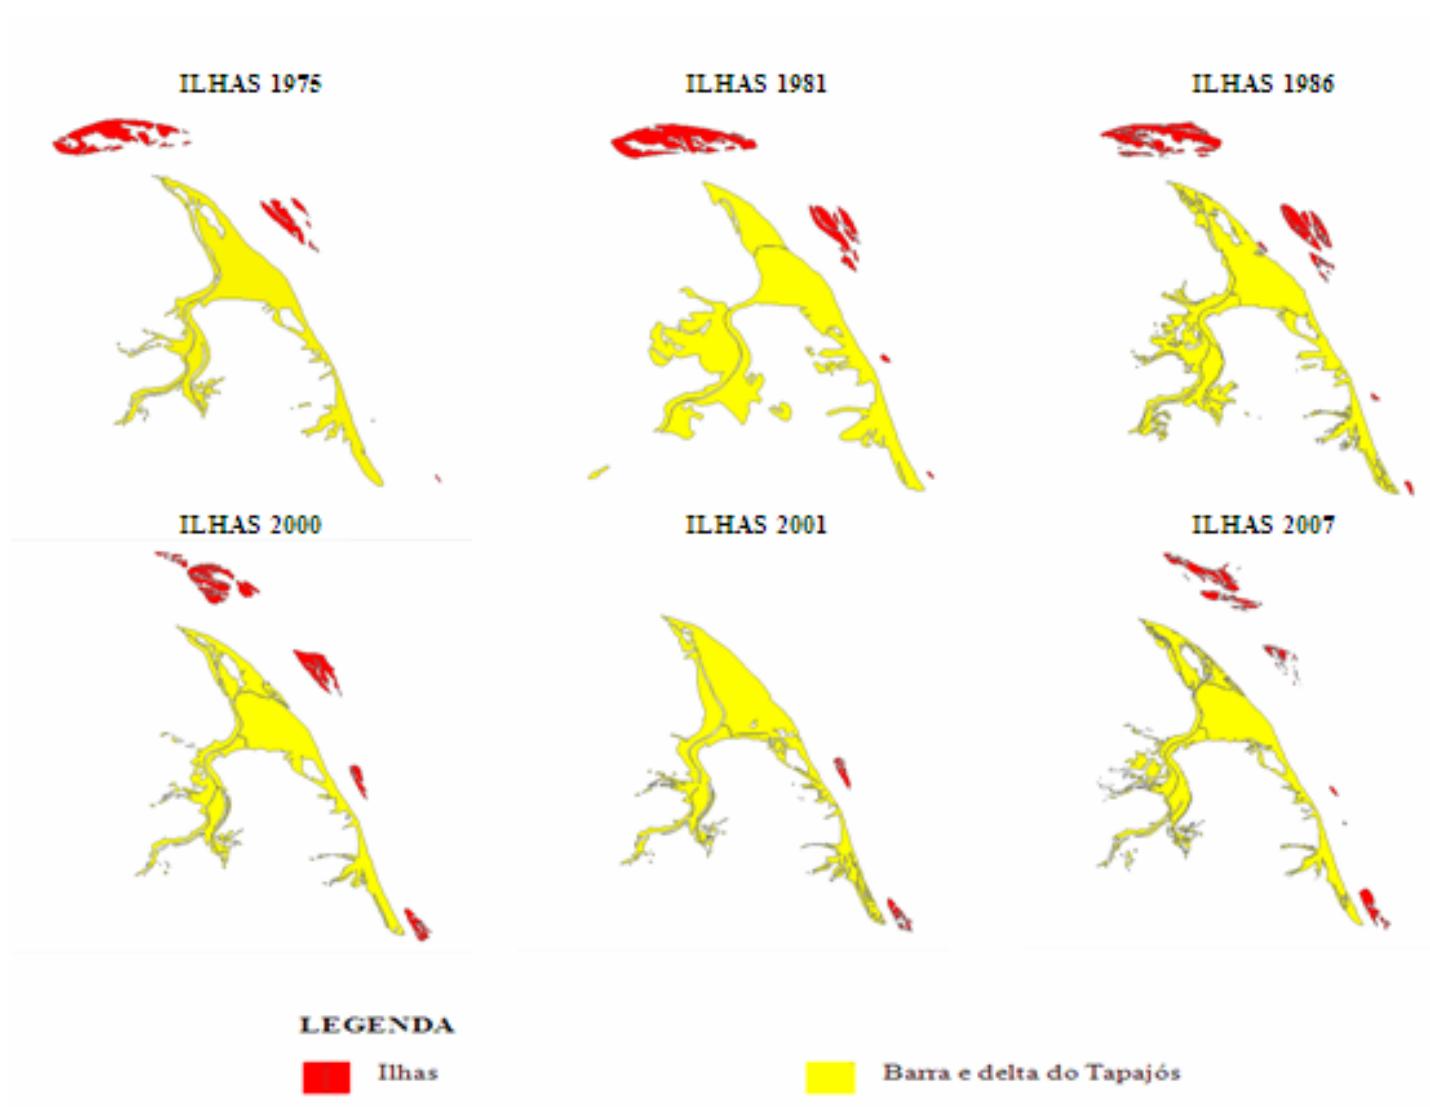 ILHAS 1975
ILHAS 1981
ILHAS 1986
ILHAS 2000
ILHAS 2001
ILHAS 2007
LEGENDA
Ilhas
Barra e delta do Tapajós